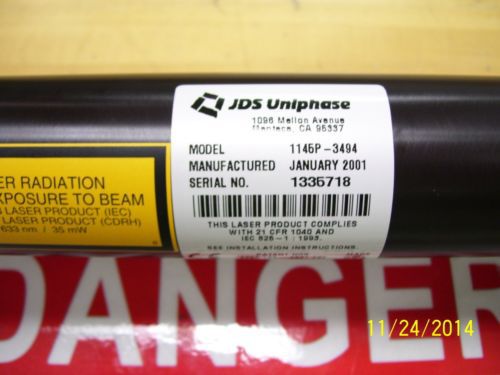 JDS Uniphase
1096 Mellon Avenue
Manteca, CA 95337
MODEL 1145P-3494
MANUFACTURED JANUARY 2001
SERIAL NO. 1335718
THIS LASER PRODUCT COMPLIES
WITH 21 CFR 1040 AND
IEC 825-1:1993.
SEE INSTALLATION INSTRUCTIONS.
ER RADIATION
XPOSURE TO BEAM
LASER PRODUCT (IEC)
LASER PRODUCT (CDRH)
633 nm / 35 mW
DANGER
11/24/2014